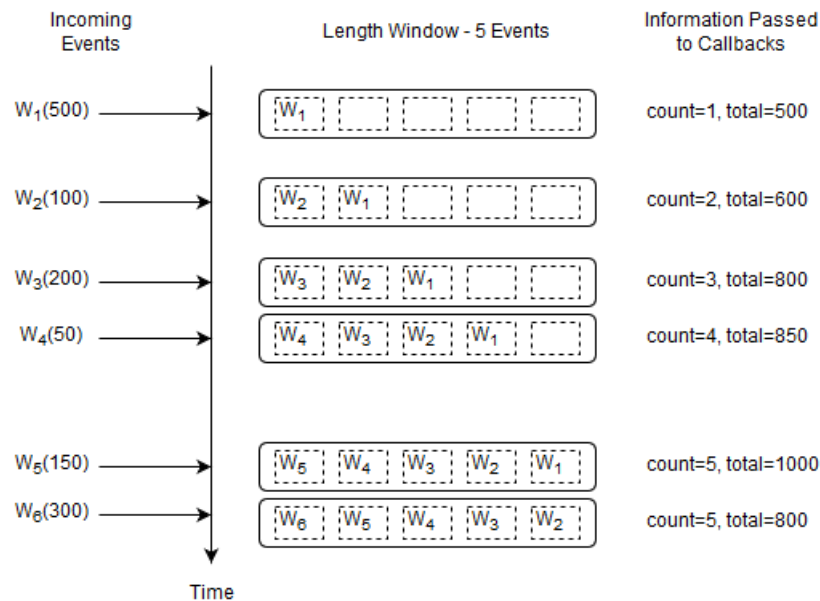 Incoming
Events
Length Window - 5 Events
Information Passed
to Callbacks
W₁(500)
W₁
count=1, total=500
W₂(100)
W₂ W₁
count=2, total=600
W₃(200)
W₃ W₂ W₁
count=3, total=800
W₄(50)
W₄ W₃ W₂ W₁
count=4, total=850
W₅(150)
W₅ W₄ W₃ W₂ W₁
count=5, total=1000
W₆(300)
W₆ W₅ W₄ W₃ W₂
count=5, total=800
Time